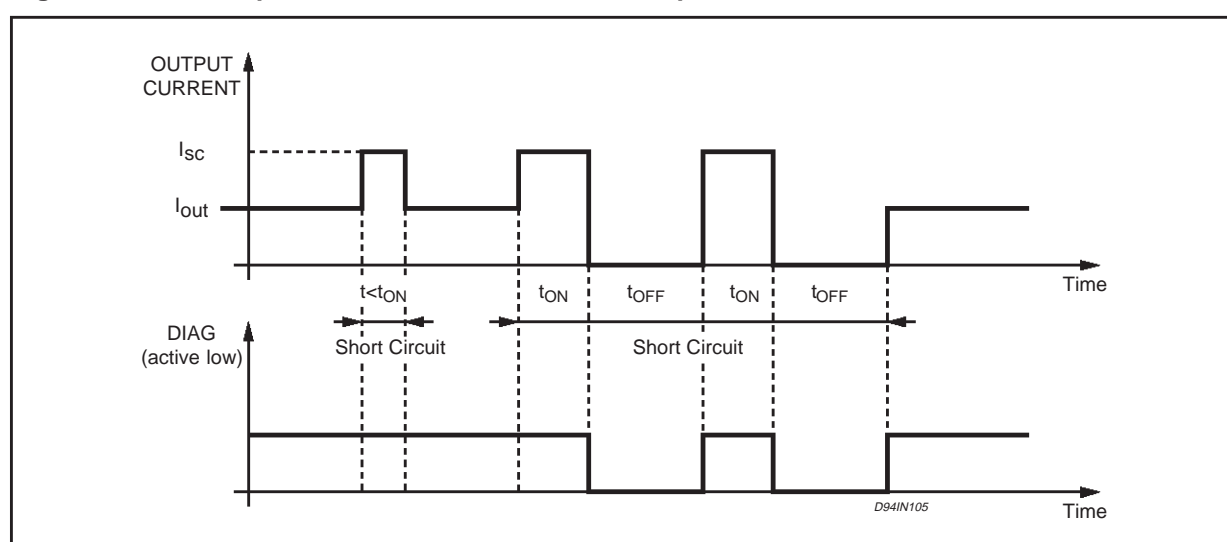 OUTPUT
CURRENT
Isc
Iout
Time
t<tON
tON
tOFF
tON
tOFF
DIAG
(active low)
Short Circuit
Short Circuit
D94IN105
Time